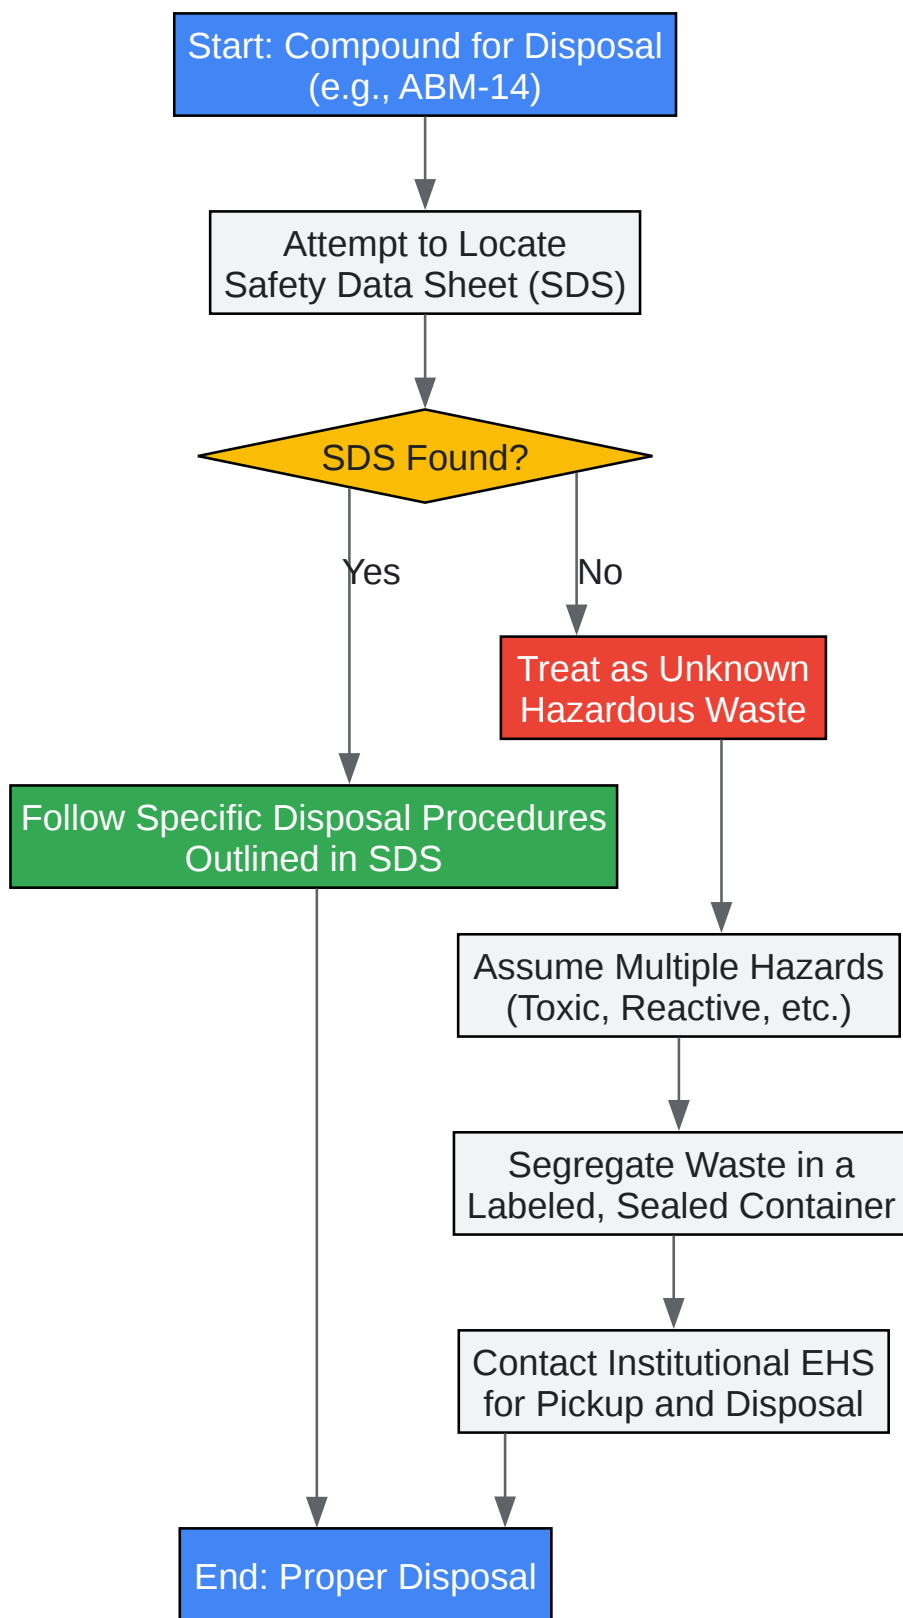 Start: Compound for Disposal
(e.g., ABM-14)
Attempt to Locate
Safety Data Sheet (SDS)
SDS Found?
Yes
No
Treat as Unknown
Hazardous Waste
Follow Specific Disposal Procedures
Outlined in SDS
Assume Multiple Hazards
(Toxic, Reactive, etc.)
Segregate Waste in a
Labeled, Sealed Container
Contact Institutional EHS
for Pickup and Disposal
End: Proper Disposal